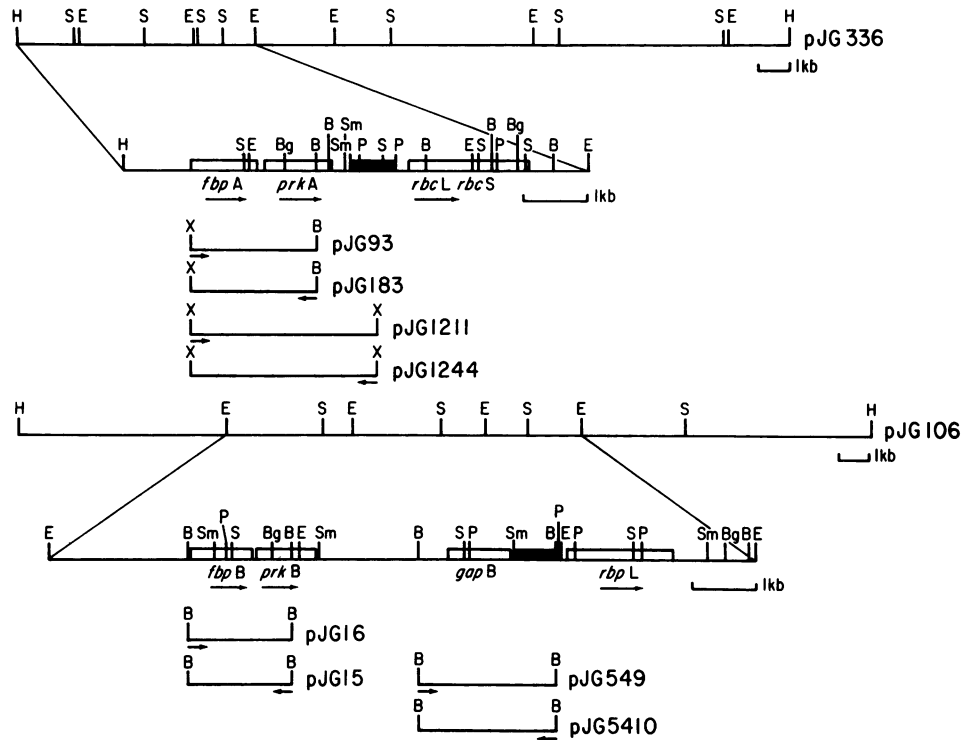 H S E S E S S E E S E S S E H
pJG336
1kb
H S E Bg B B Sm Sm P S P B E S B P Bg S B E
fbpA prkA rbcL rbcS
1kb
X B pJG93
X B pJG183
X X pJG1211
X X pJG1244
H E S E S E S E S H
pJG106
1kb
E B Sm P S Bg B E Sm B S P Sm B P E P S P Sm Bg B E
fbpB prkB gapB rbpL
1kb
B B pJG16
B B pJG15
B B pJG549
B B pJG5410